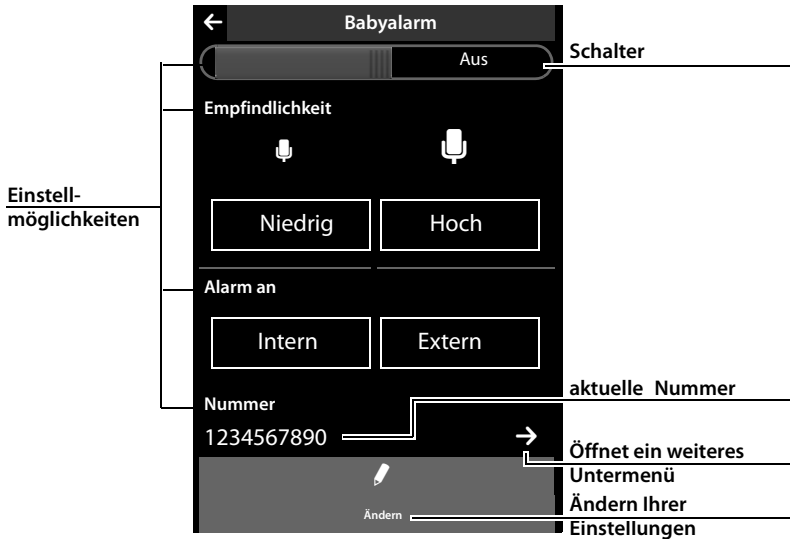 Babyalarm
Aus
Schalter
Empfindlichkeit
Einstell-
möglichkeiten
Niedrig
Hoch
Alarm an
Intern
Extern
aktuelle Nummer
Nummer
1234567890
Öffnet ein weiteres
Untermenü
Ändern
Ändern Ihrer
Einstellungen